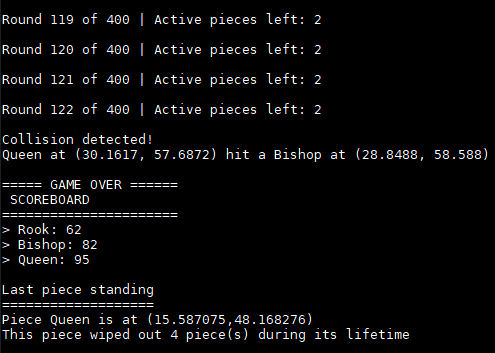 Round 119 of 400 | Active pieces left: 2
Round 120 of 400 | Active pieces left: 2
Round 121 of 400 | Active pieces left: 2
Round 122 of 400 | Active pieces left: 2
Collision detected!
Queen at (30.1617, 57.6872) hit a Bishop at (28.8488, 58.588)
===== GAME OVER ======
SCOREBOARD
======================
> Rook: 62
> Bishop: 82
> Queen: 95
Last piece standing
===================
Piece Queen is at (15.587075,48.168276)
This piece wiped out 4 piece(s) during its lifetime